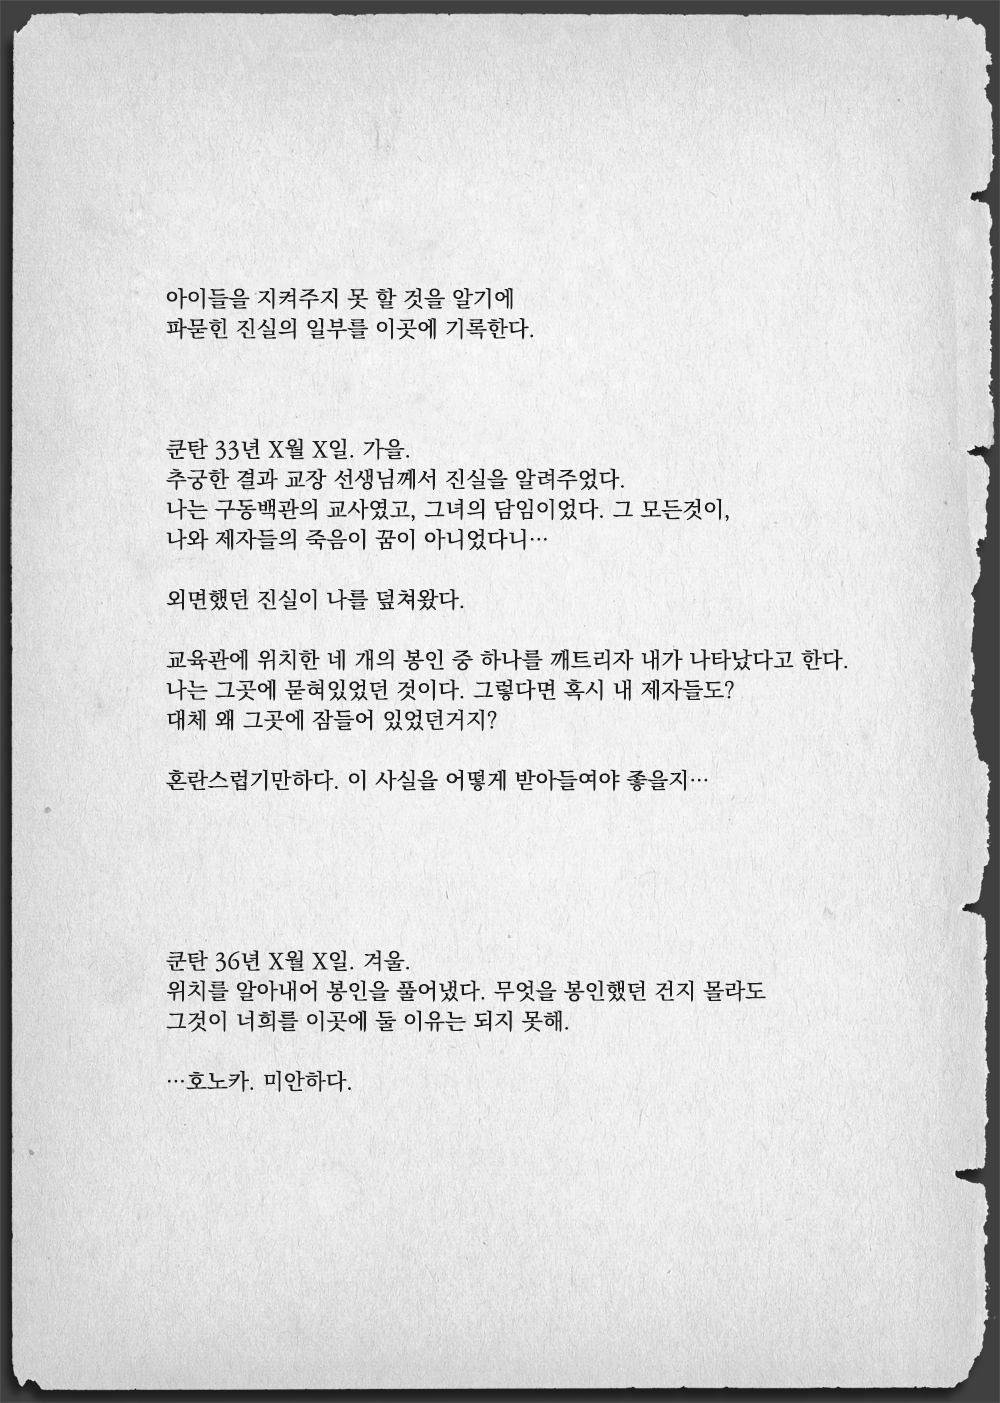 아이들을 지켜주지 못 할 것을 알기에
파묻힌 진실의 일부를 이곳에 기록한다.
쿤탄 33년 X월 X일. 가을.
추궁한 결과 교장 선생님께서 진실을 알려주었다.
나는 구동백관의 교사였고, 그녀의 담임이었다. 그 모든것이,
나와 제자들의 죽음이 꿈이 아니었다니…
외면했던 진실이 나를 덮쳐왔다.
교육관에 위치한 네 개의 봉인 중 하나를 깨트리자 내가 나타났다고 한다.
나는 그곳에 묻혀있었던 것이다. 그렇다면 혹시 내 제자들도?
대체 왜 그곳에 잠들어 있었던거지?
혼란스럽기만하다. 이 사실을 어떻게 받아들여야 좋을지…
쿤탄 36년 X월 X일. 겨울.
위치를 알아내어 봉인을 풀어냈다. 무엇을 봉인했던 건지 몰라도
그것이 너희를 이곳에 둘 이유는 되지 못해.
…호노카. 미안하다.